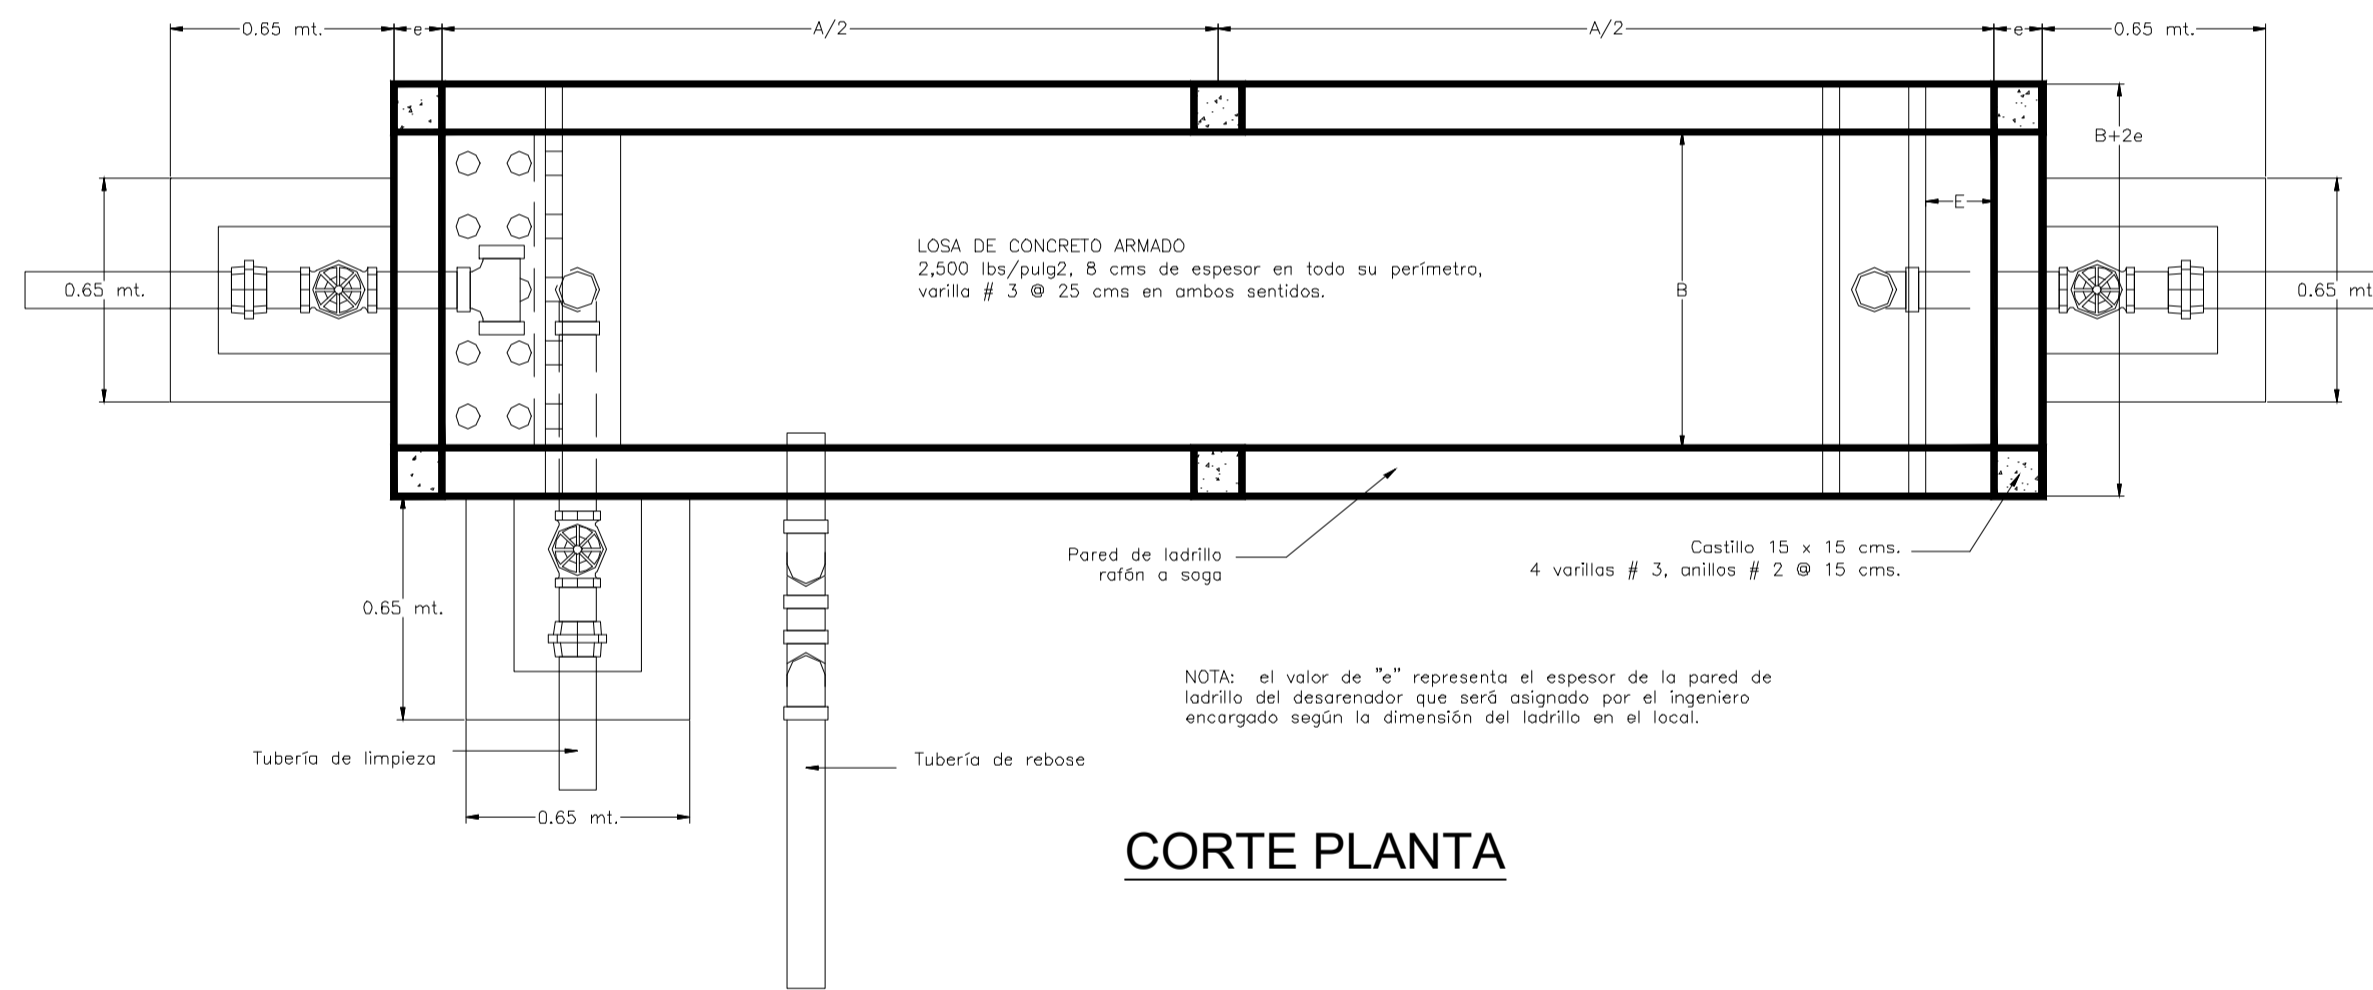 0.65 mt.
e
A/2
A/2
e
0.65 mt.
B+2e
E
LOSA DE CONCRETO ARMADO
2,500 lbs/pulg2, 8 cms de espesor en todo su perímetro,
varilla # 3 @ 25 cms en ambos sentidos.
0.65 mt.
B
0.65 mt
Pared de ladrillo
rafón a soga
Castillo 15 x 15 cms.
4 varillas # 3, anillos # 2 @ 15 cms.
0.65 mt.
NOTA: el valor de "e" representa el espesor de la pared de
ladrillo del desarenador que será asignado por el ingeniero
encargado según la dimensión del ladrillo en el local.
Tubería de limpieza
Tubería de rebose
0.65 mt.
CORTE PLANTA